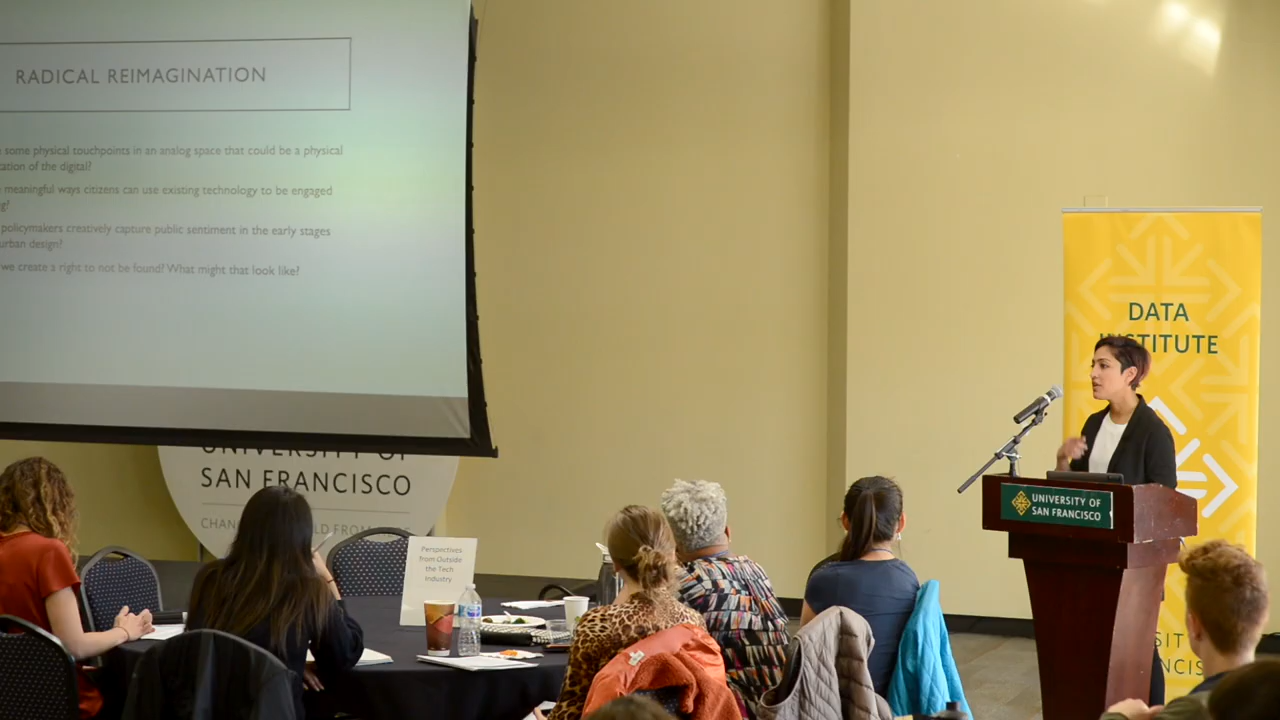 RADICAL REIMAGINATION
some physical touchpoints in an analog space that could be a physical
of the digital?
meaningful ways citizens can use existing technology to be engaged
policymakers creatively capture public sentiment in the early stages
urban design?
we create a right to not be found? What might that look like?
DATA
INSTITUTE
UNIVERSITY OF
SAN FRANCISCO
UNIVERSITY OF
SAN FRANCISCO
Perspectives
from Outside
the Tech
Industry